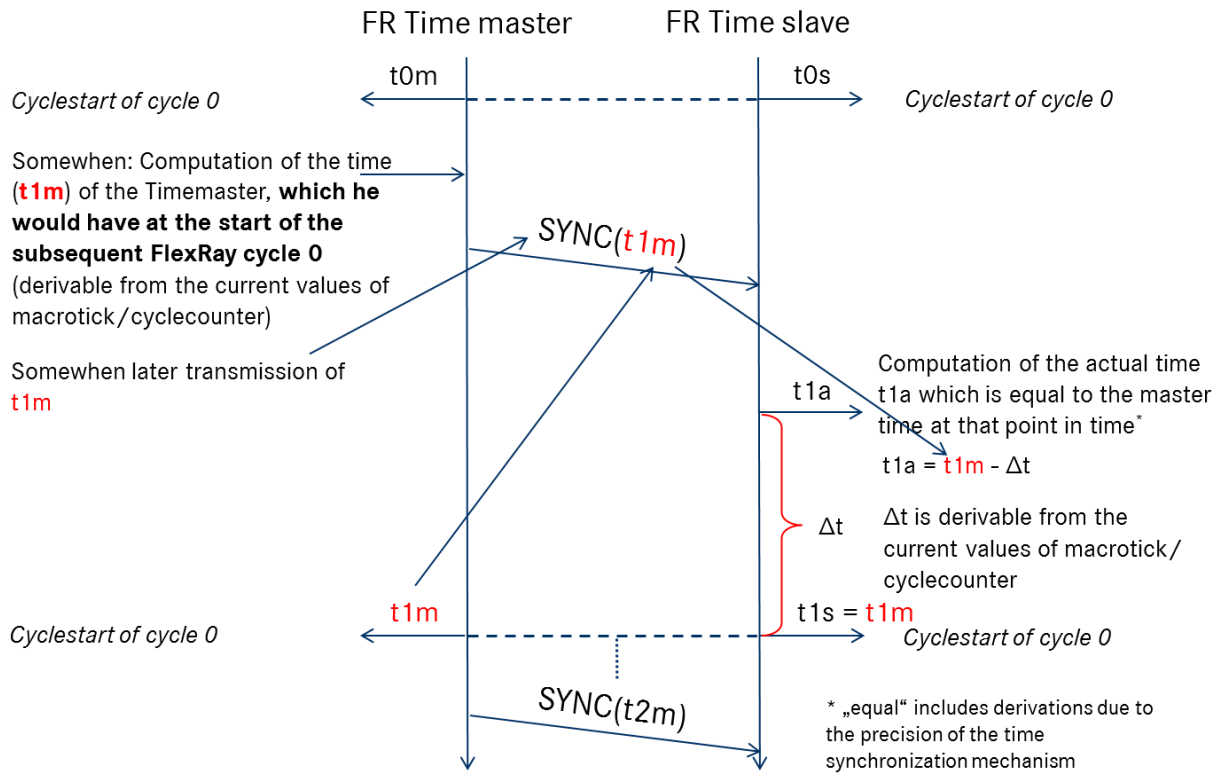 FR Time master
FR Time slave
t0m
t0s
Cyclestart of cycle 0
Cyclestart of cycle 0
Somewhen: Computation of the time
(t1m) of the Timemaster, which he
would have at the start of the
subsequent FlexRay cycle 0
(derivable from the current values of
macrotick/cyclecounter)
SYNC(t1m)
Somewhen later transmission of
t1m
Computation of the actual time
t1a which is equal to the master
time at that point in time*
t1a
t1a = t1m - Δt
Δt
Δt is derivable from the
current values of macrotick/
cyclecounter
t1m
t1s = t1m
Cyclestart of cycle 0
Cyclestart of cycle 0
SYNC(t2m)
* „equal“ includes derivations due to
the precision of the time
synchronization mechanism